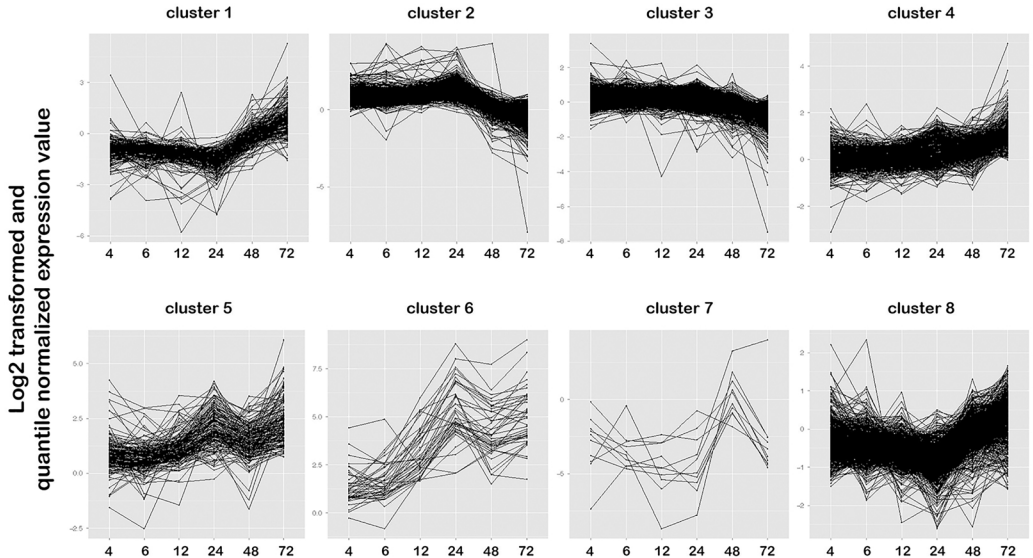 Log2 transformed and
quantile normalized expression value
cluster 1
3
0
-3
-6
4 6 12 24 48 72
cluster 2
0
-5
4 6 12 24 48 72
cluster 3
2
0
-2
-4
-6
-8
4 6 12 24 48 72
cluster 4
4
2
0
-2
4 6 12 24 48 72
cluster 5
5.0
2.5
0.0
-2.5
4 6 12 24 48 72
cluster 6
7.5
5.0
2.5
0.0
4 6 12 24 48 72
cluster 7
0
-5
4 6 12 24 48 72
cluster 8
2
1
0
-1
-2
4 6 12 24 48 72